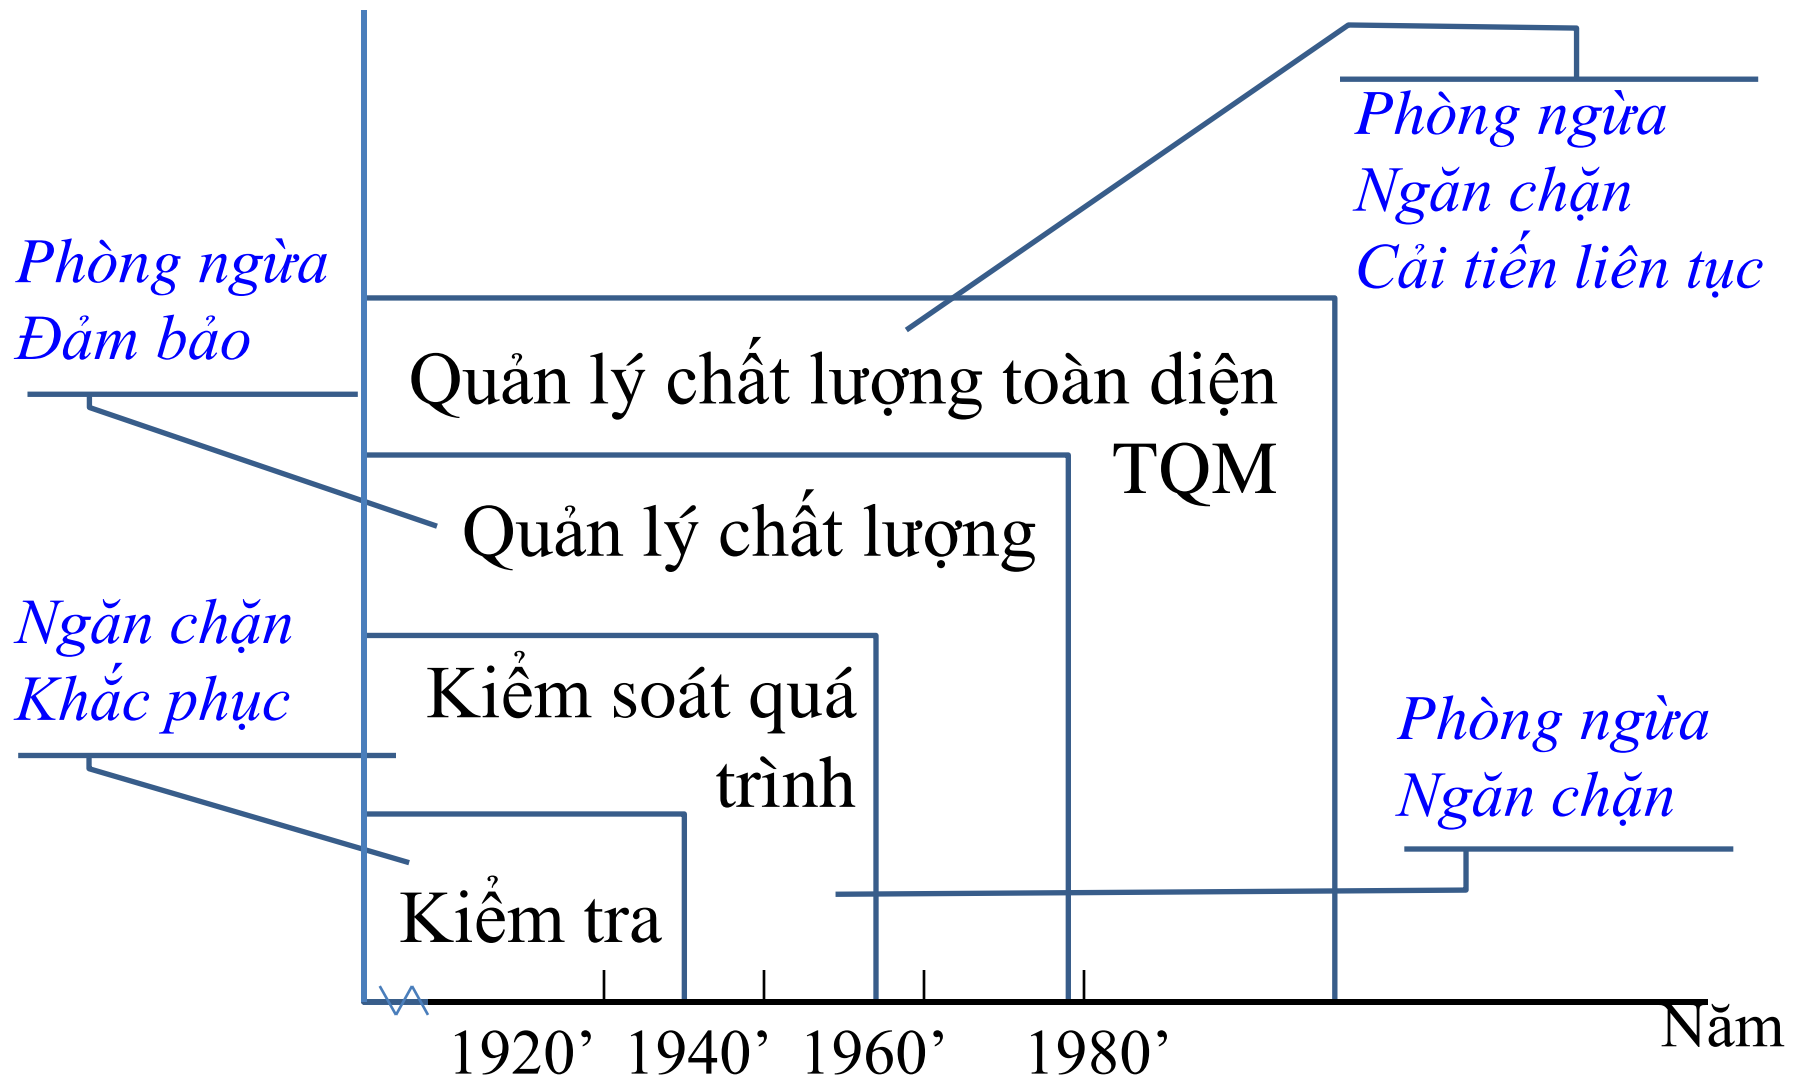 Phòng ngừa
Ngăn chặn
Cải tiến liên tục
Phòng ngừa
Đảm bảo
Quản lý chất lượng toàn diện
TQM
Quản lý chất lượng
Ngăn chặn
Khắc phục
Kiểm soát quá
trình
Phòng ngừa
Ngăn chặn
Kiểm tra
1920’ 1940’ 1960’ 1980’
Năm